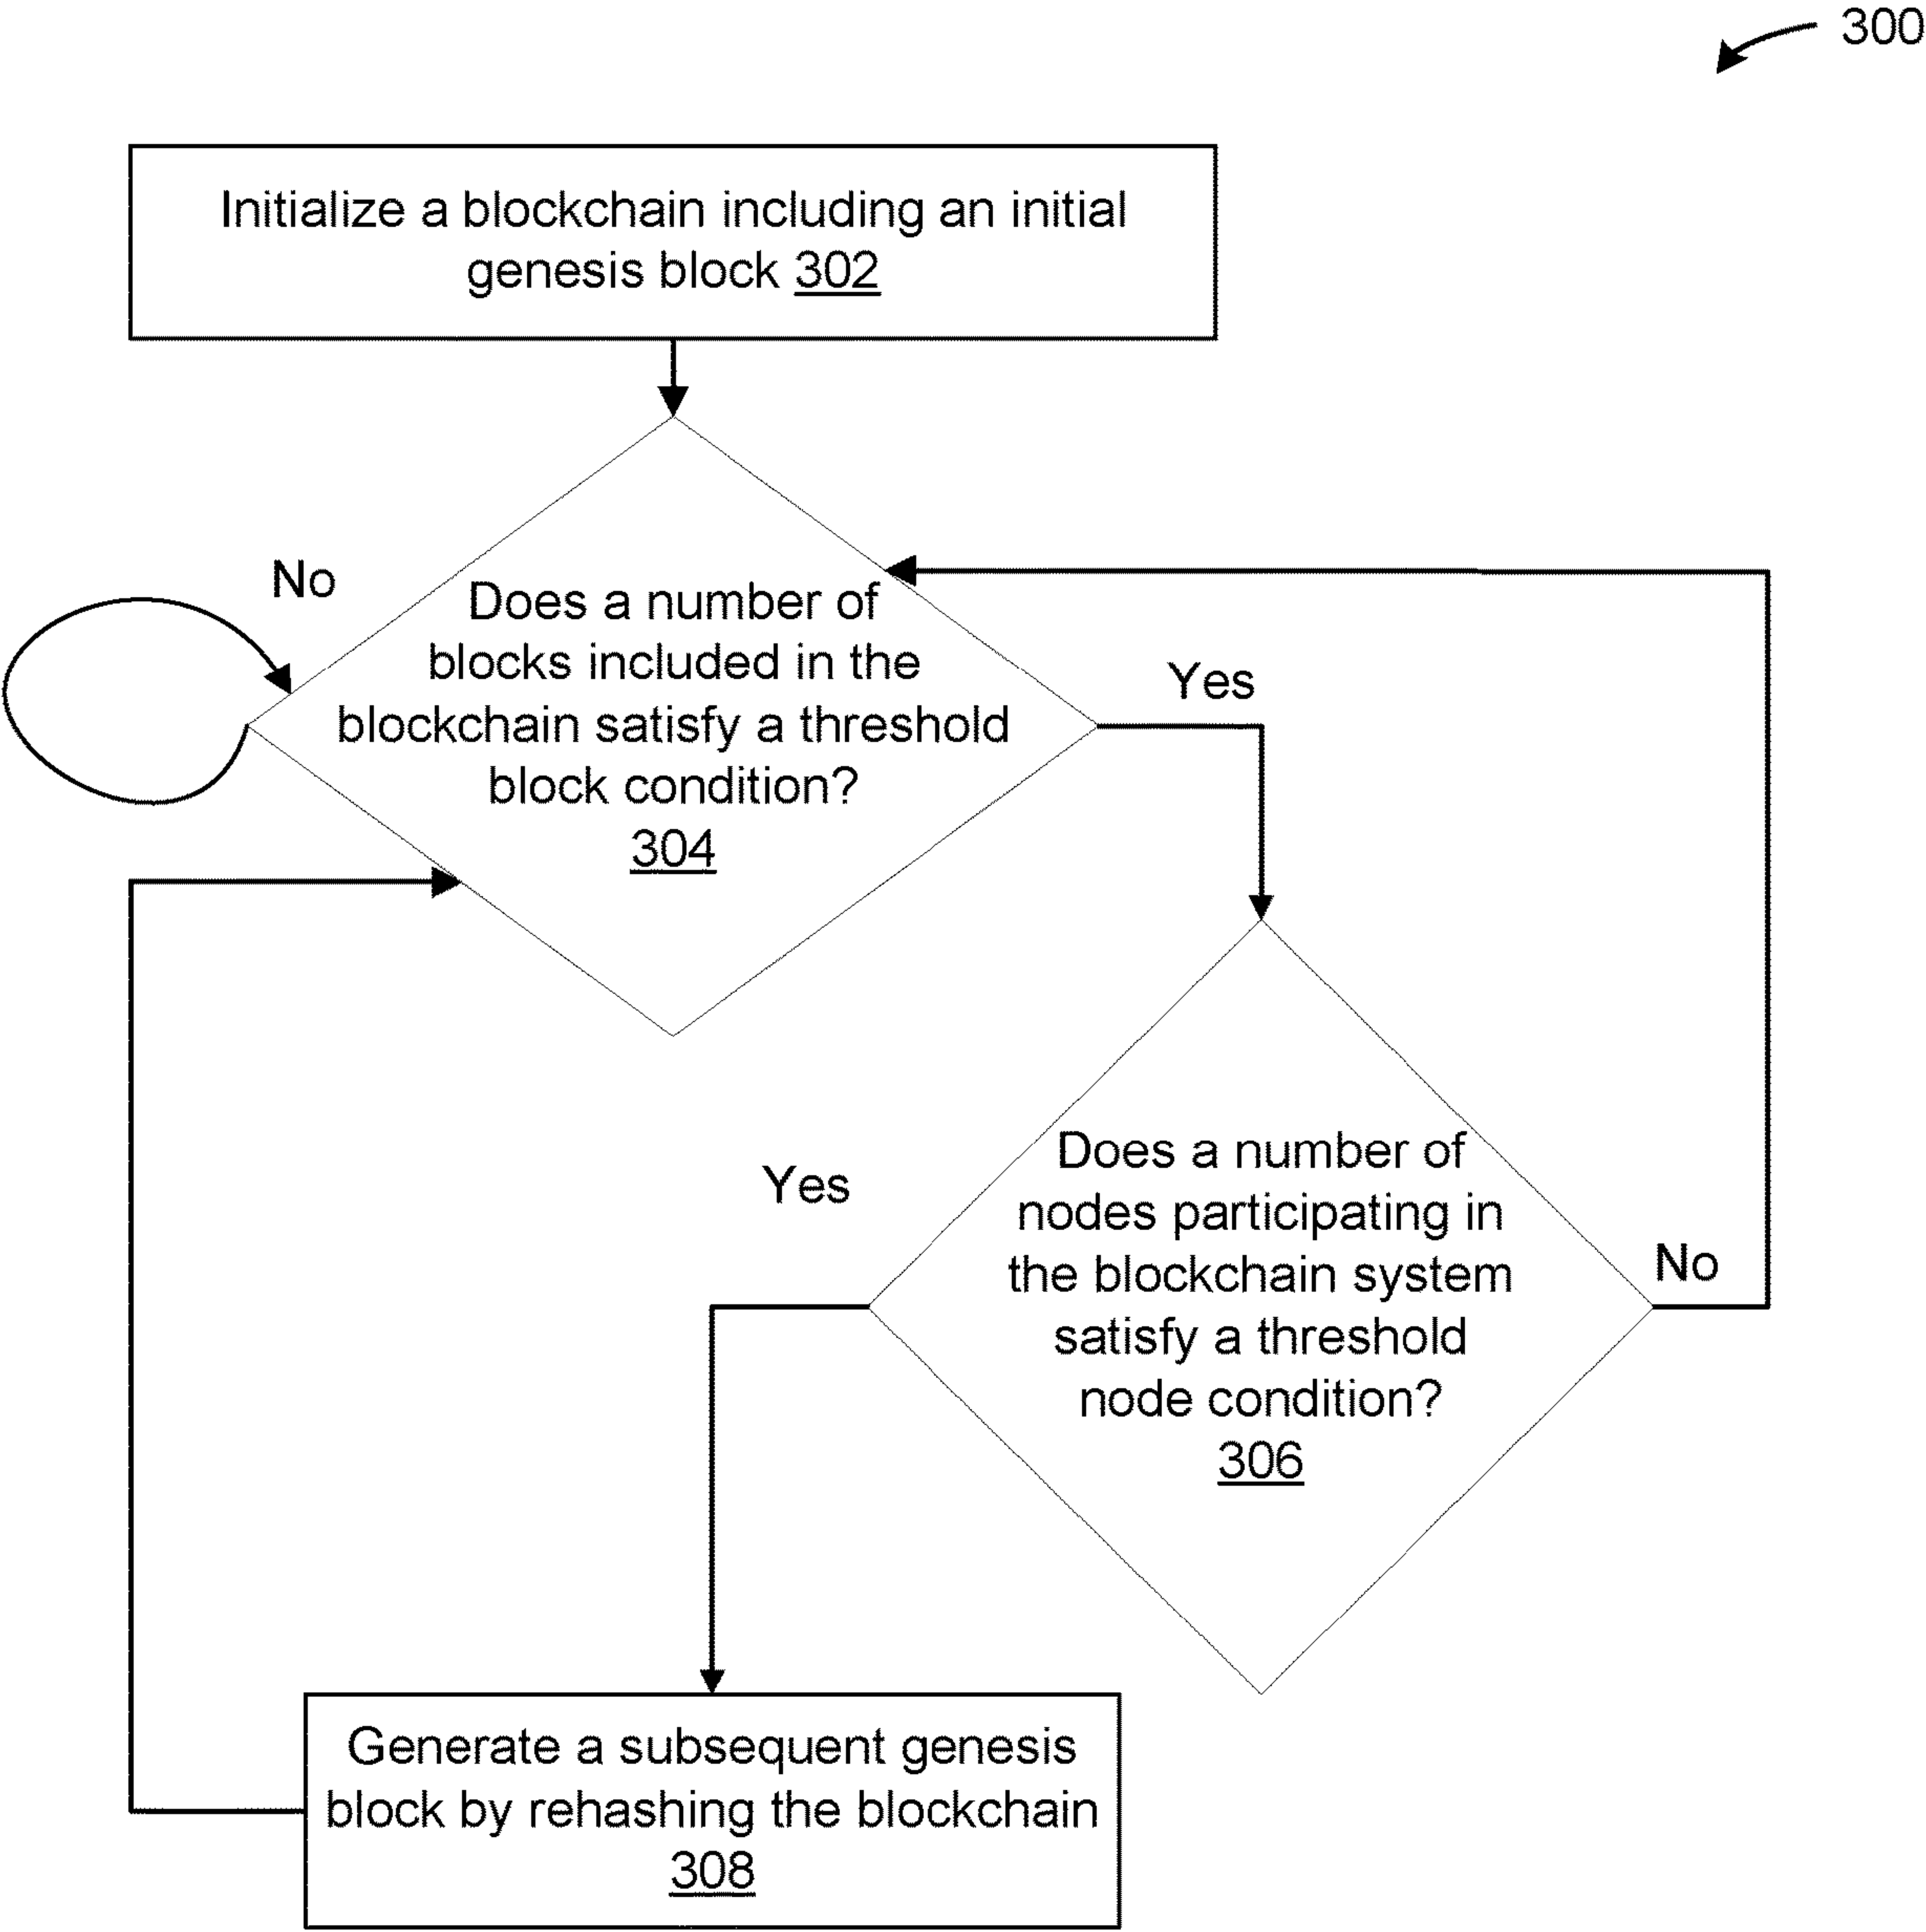 300
Initialize a blockchain including an initial
genesis block 302
No
Does a number of
blocks included in the
blockchain satisfy a threshold
block condition?
304
Yes
Yes
Does a number of
nodes participating in
the blockchain system
satisfy a threshold
node condition?
306
No
Generate a subsequent genesis
block by rehashing the blockchain
308